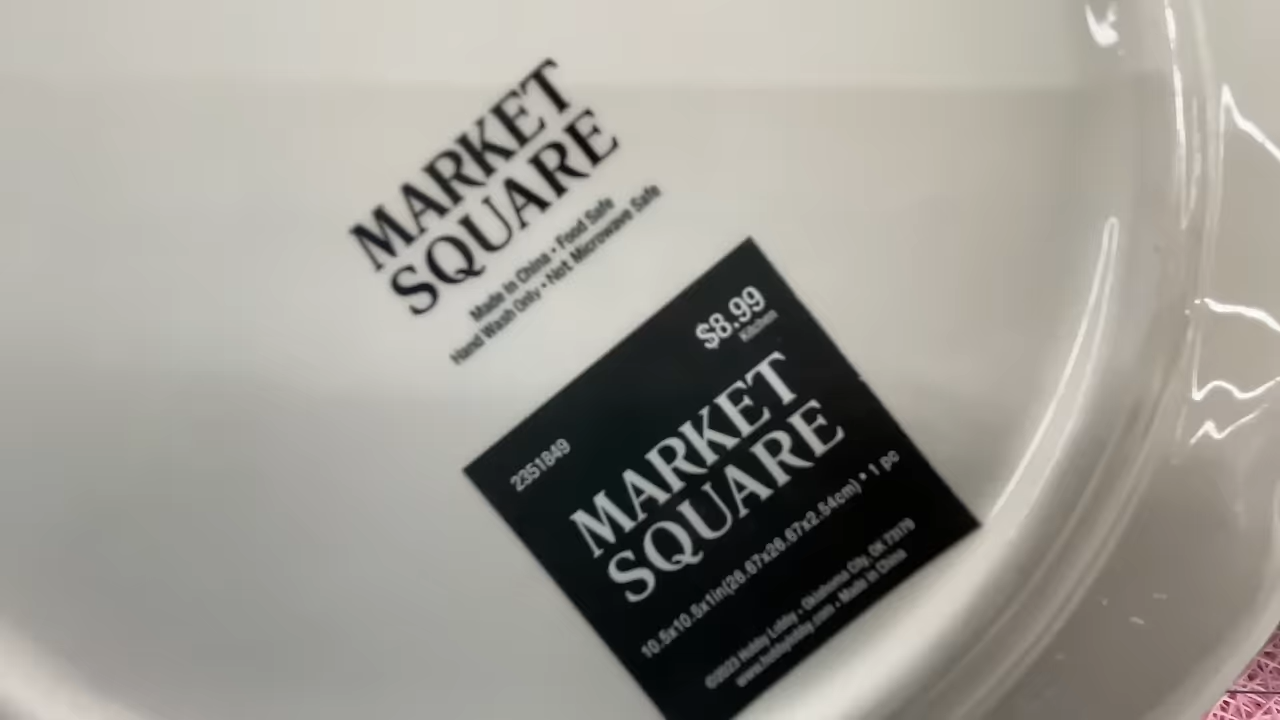 MARKET
SQUARE
Made in China • Food Safe
Hand Wash Only • Not Microwave Safe
$8.99
Kitchen
2351849
MARKET
SQUARE
10.5x10.5x1in(26.67x26.67x2.54cm) • 1 pc
©2023 Hobby Lobby • Oklahoma City, OK 73179
www.hobbylobby.com • Made in China